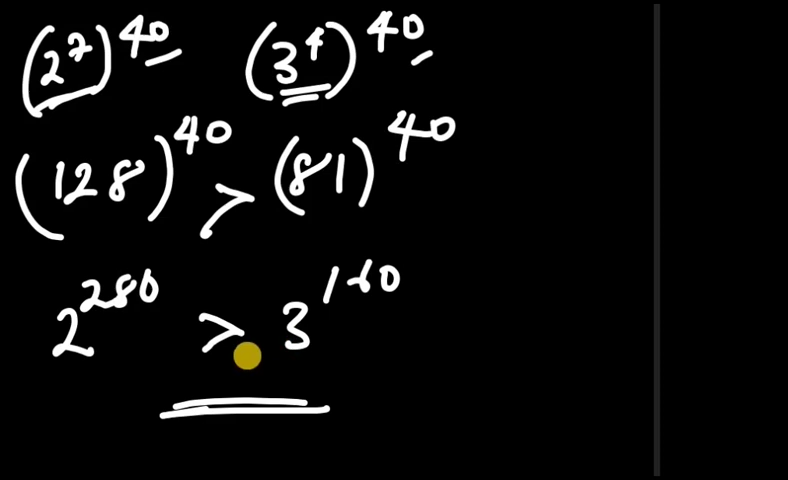 (2⁷)⁴⁰ (3⁴)⁴⁰
(128)⁴⁰ > (81)⁴⁰
2²⁸⁰ > 3¹⁶⁰